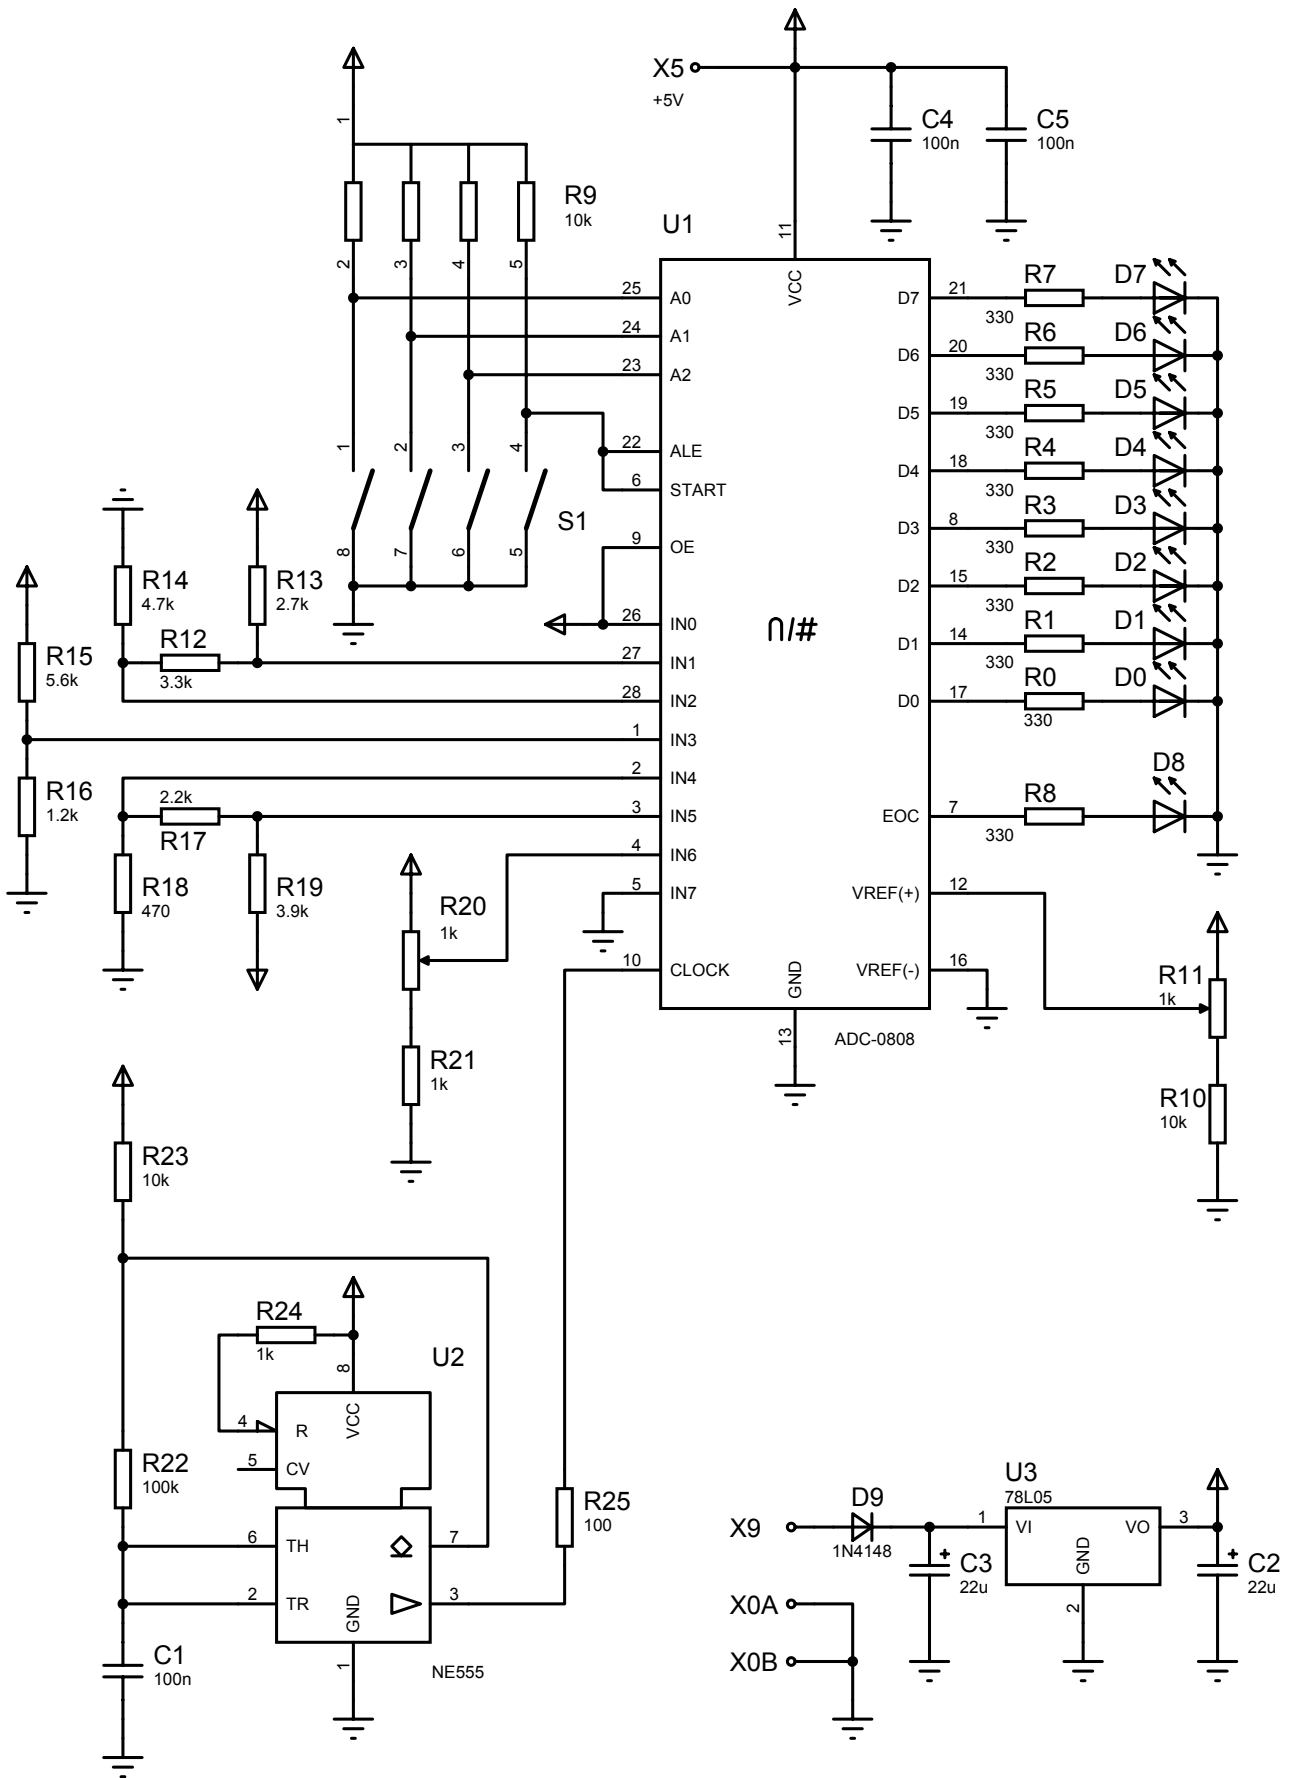 X5
+5V
C4
100n
C5
100n
1
R9
10k
2
3
4
5
U1
11
VCC
25
A0
24
A1
23
A2
22
ALE
6
START
9
OE
26
IN0
27
IN1
28
IN2
1
IN3
2
IN4
3
IN5
4
IN6
5
IN7
10
CLOCK
∩/#
GND
13
ADC-0808
D7
21
R7
330
D7
D6
20
R6
330
D6
D5
19
R5
330
D5
D4
18
R4
330
D4
D3
8
R3
330
D3
D2
15
R2
330
D2
D1
14
R1
330
D1
D0
17
R0
330
D0
EOC
7
R8
330
D8
VREF(+)
12
VREF(-)
16
R11
1k
R10
10k
1
2
3
4
S1
8
7
6
5
R14
4.7k
R13
2.7k
R12
3.3k
R15
5.6k
R16
1.2k
2.2k
R17
R18
470
R19
3.9k
R20
1k
R21
1k
R23
10k
R24
1k
U2
8
VCC
4
R
5
CV
R22
100k
6
TH
7
2
TR
3
GND
1
NE555
C1
100n
R25
100
X9
D9
1N4148
C3
+
22u
U3
78L05
1
VI
VO
3
GND
2
C2
+
22u
X0A
X0B